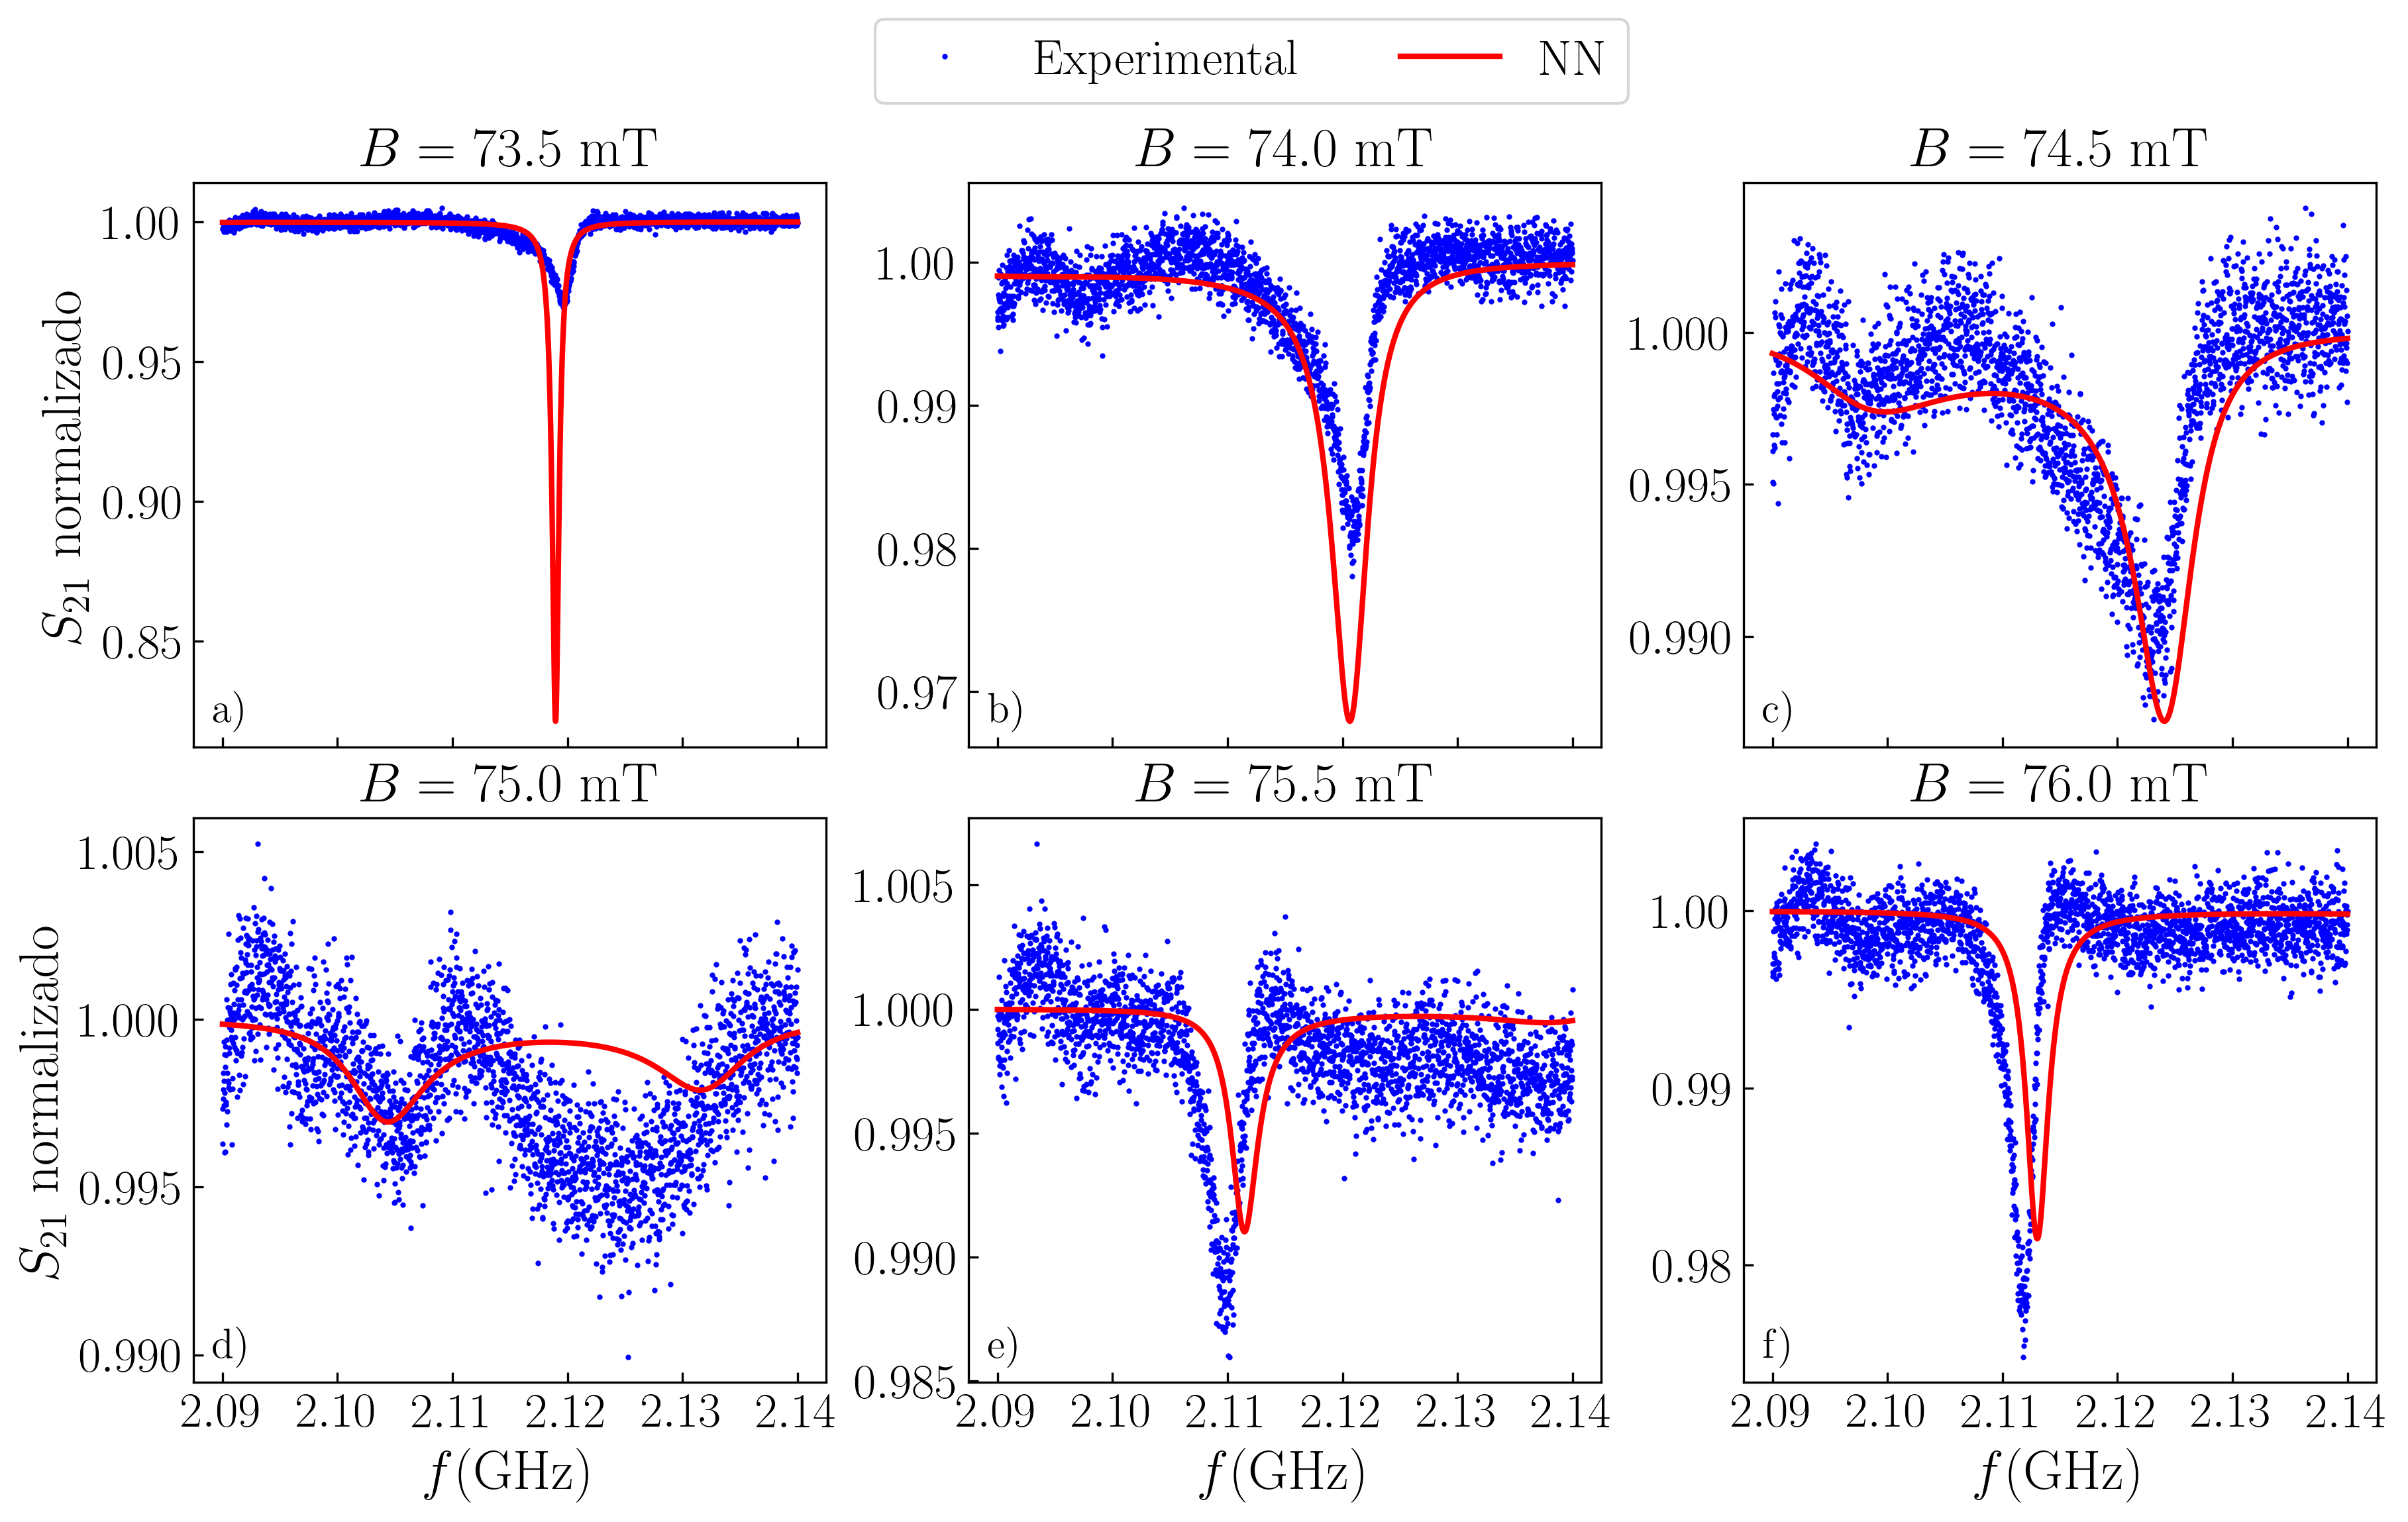 Experimental NN
B = 73.5 mT
B = 74.0 mT
B = 74.5 mT
S21 normalizado
1.00
0.95
0.90
0.85
a)
1.00
0.99
0.98
0.97
b)
1.000
0.995
0.990
c)
B = 75.0 mT
B = 75.5 mT
B = 76.0 mT
S21 normalizado
1.005
1.000
0.995
0.990
d)
2.09 2.10 2.11 2.12 2.13 2.14
f(GHz)
1.005
1.000
0.995
0.990
0.985
e)
2.09 2.10 2.11 2.12 2.13 2.14
f(GHz)
1.00
0.99
0.98
f)
2.09 2.10 2.11 2.12 2.13 2.14
f(GHz)